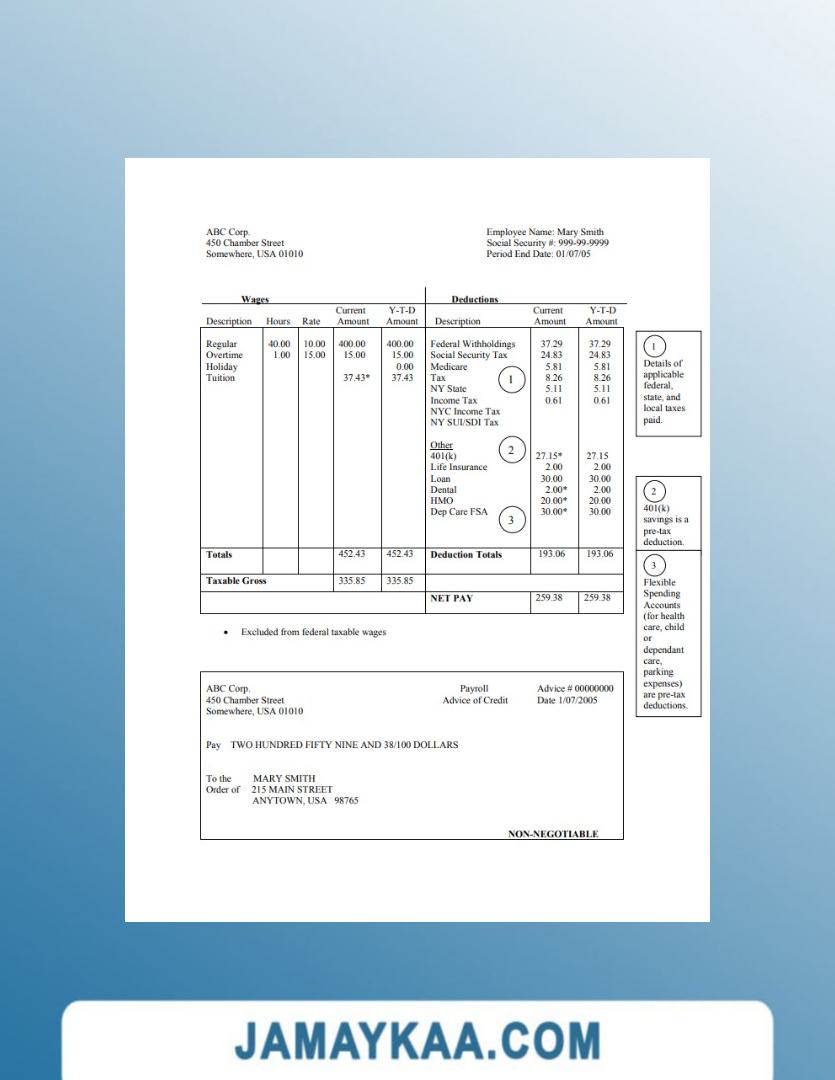 ABC Corp.
450 Chamber Street
Somewhere, USA 01010
Employee Name: Mary Smith
Social Security #: 999-99-9999
Period End Date: 01/07/05
Wages
Deductions
Description Hours Rate Current Amount Y-T-D Amount
Description Current Amount Y-T-D Amount
Regular 40.00 10.00 400.00 400.00
Overtime 1.00 15.00 15.00 15.00
Holiday 0.00
Tuition 37.43* 37.43
Federal Withholdings 37.29 37.29
Social Security Tax 24.83 24.83
Medicare 5.81 5.81
Tax 8.26 8.26
1
NY State 5.11 5.11
Income Tax 0.61 0.61
NYC Income Tax
NY SUI/SDI Tax
Other
2
401(k) 27.15* 27.15
Life Insurance 2.00 2.00
Loan 30.00 30.00
Dental 2.00* 2.00
HMO 20.00* 20.00
Dep Care FSA 30.00* 30.00
3
Totals 452.43 452.43
Deduction Totals 193.06 193.06
Taxable Gross 335.85 335.85
NET PAY 259.38 259.38
1
Details of
applicable
federal,
state, and
local taxes
paid.
2
401(k)
savings is a
pre-tax
deduction.
3
Flexible
Spending
Accounts
(for health
care, child
or
dependant
care,
parking
expenses)
are pre-tax
deductions.
• Excluded from federal taxable wages
ABC Corp.
450 Chamber Street
Somewhere, USA 01010
Payroll
Advice of Credit
Advice # 00000000
Date 1/07/2005
Pay TWO HUNDRED FIFTY NINE AND 38/100 DOLLARS
To the MARY SMITH
Order of 215 MAIN STREET
ANYTOWN, USA 98765
NON-NEGOTIABLE
JAMAYKAA.COM